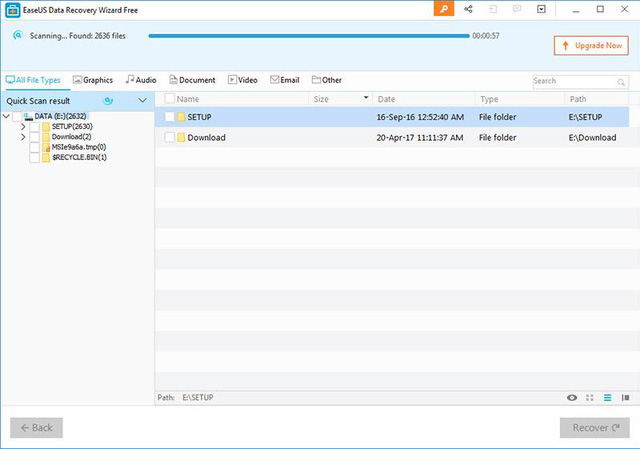 EaseUS Data Recovery Wizard Free
Scanning... Found: 2636 files
00:00:57
Upgrade Now
All File Types
Graphics
Audio
Document
Video
Email
Other
Search
Quick Scan result
Name Size Date Type Path
DATA (E:)(2632)
SETUP(2630)
Download(2)
MSIe9a6a.tmp(0)
$RECYCLE.BIN(1)
SETUP 16-Sep-16 12:52:40 AM File folder E:\SETUP
Download 20-Apr-17 11:11:37 AM File folder E:\Download
Path: E:\SETUP
Back
Recover